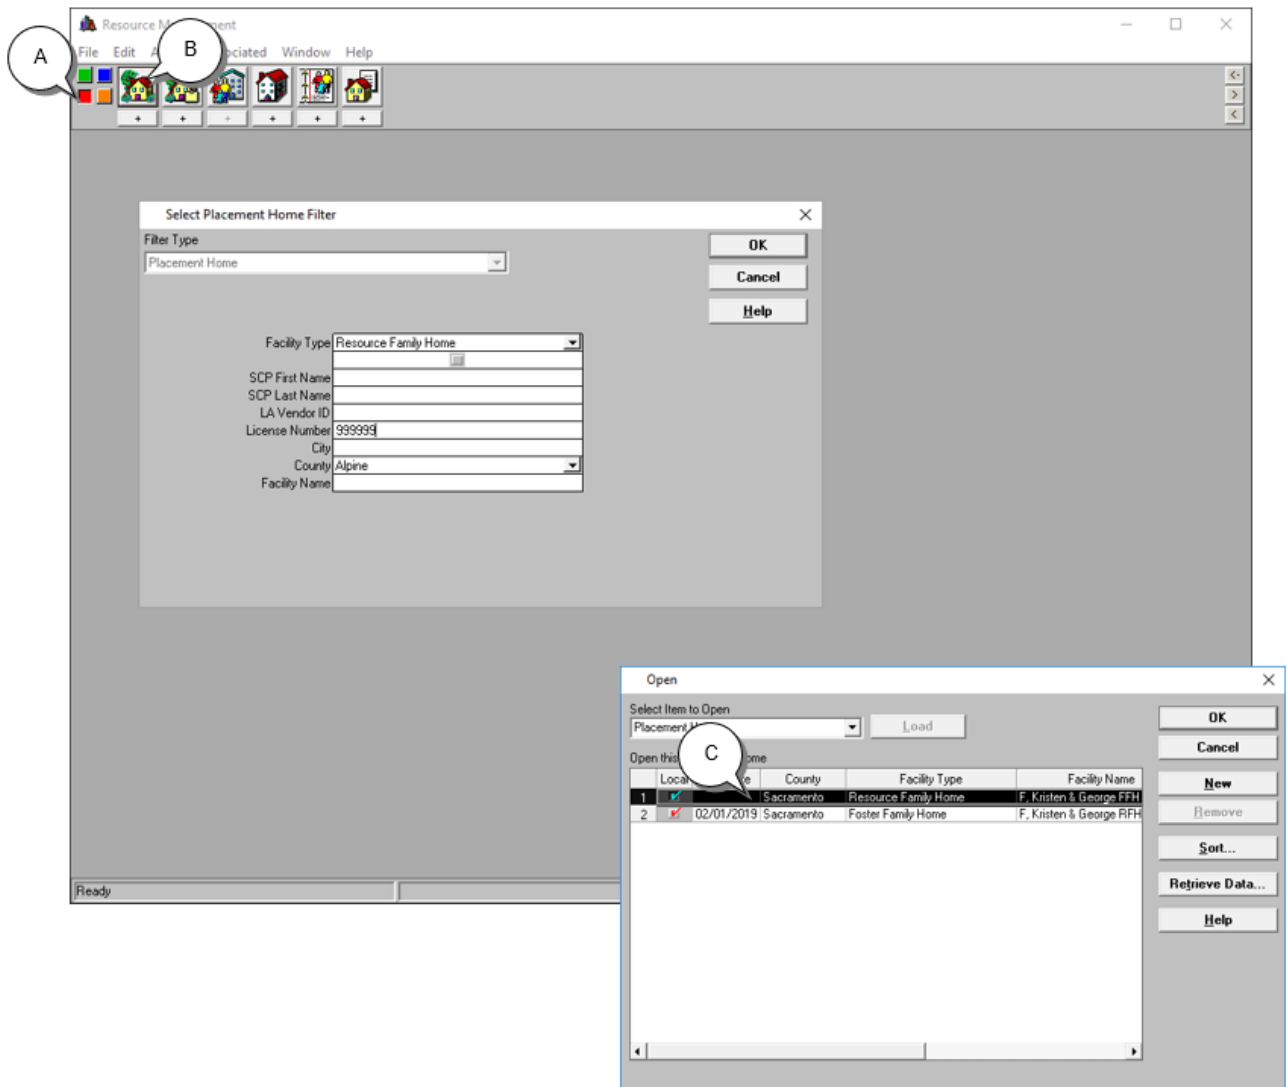 Resource M ment
A
B
File Edit A ociated Window Help
+ + + + + +
Select Placement Home Filter
Filter Type
Placement Home
OK
Cancel
Help
Facility Type Resource Family Home
SCP First Name
SCP Last Name
LA Vendor ID
License Number 999999
City
County Alpine
Facility Name
Open
Select Item to Open
Placement H
Load
OK
Cancel
C
Open this ome
Local te County Facility Type Facility Name
New
1 Sacramento Resource Family Home F, Kristen & George FFH
2 02/01/2019 Sacramento Foster Family Home F, Kristen & George RFH
Remove
Sort...
Retrieve Data...
Help
Ready